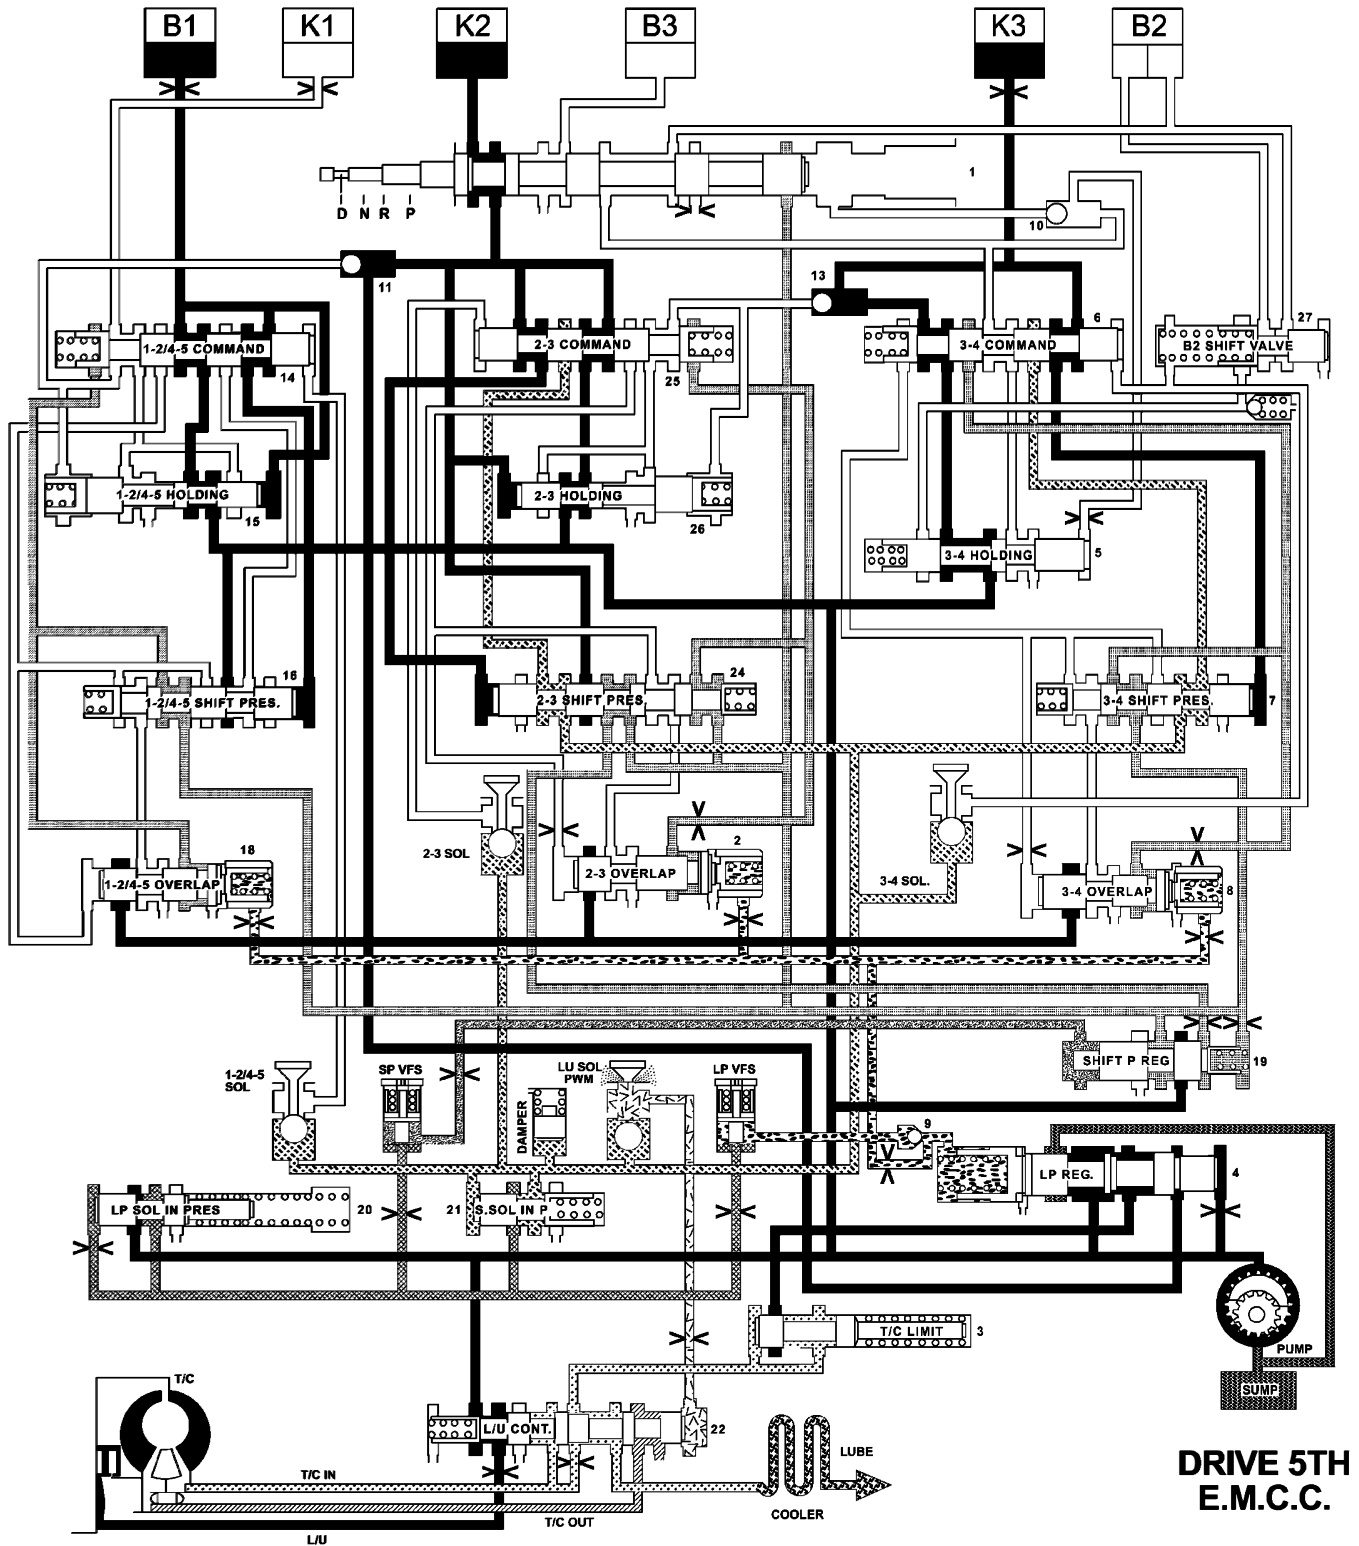 B1 K1 K2 B3 K3 B2
1
D N R P
10
11
13
6
27
1-2/4-5 COMMAND
2-3 COMMAND
3-4 COMMAND
B2 SHIFT VALVE
14
25
1-2/4-5 HOLDING
2-3 HOLDING
15
26
3-4 HOLDING
5
16
24
1-2/4-5 SHIFT PRES.
2-3 SHIFT PRES.
3-4 SHIFT PRES.
7
18
2-3 SOL
2
3-4 SOL.
1-2/4-5 OVERLAP
2-3 OVERLAP
3-4 OVERLAP
8
SHIFT P REG
19
1-2/4-5
SOL
SP VFS
LU SOL
PWM
LP VFS
DAMPER
9
LP REG.
4
LP SOL IN PRES
20
21
S.SOL IN P
T/C LIMIT
3
PUMP
SUMP
T/C
L/U CONT.
22
LUBE
T/C IN
COOLER
T/C OUT
L/U
DRIVE 5TH
E.M.C.C.